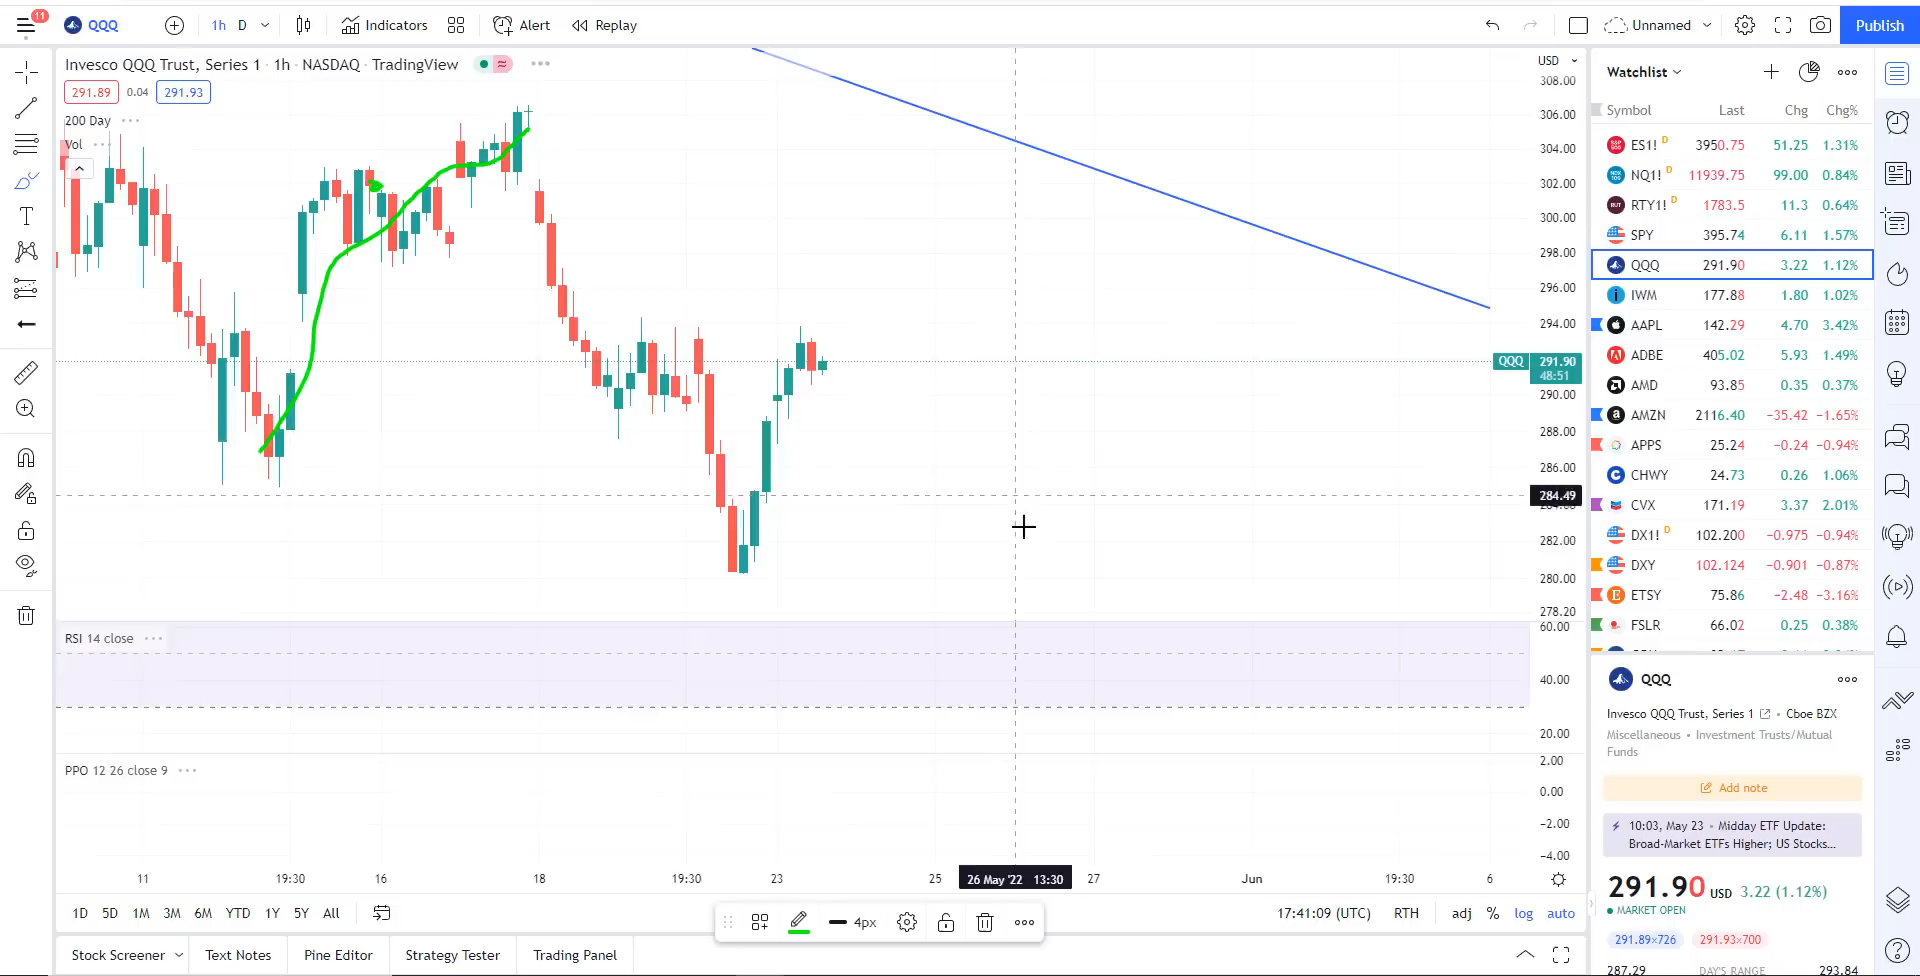 11
QQQ
1h
D
Indicators
Alert
Replay
Unnamed
Publish
Invesco QQQ Trust, Series 1 · 1h · NASDAQ · TradingView
291.89 0.04 291.93
200 Day
Vol
USD
308.00
306.00
304.00
302.00
300.00
298.00
296.00
294.00
QQQ 291.90
48:51
290.00
288.00
286.00
284.49
282.00
280.00
278.20
RSI 14 close
60.00
40.00
20.00
PPO 12 26 close 9
2.00
0.00
−2.00
−4.00
11 19:30 16 18 19:30 23 25 26 May '22 13:30 27 Jun 19:30 6
1D 5D 1M 3M 6M YTD 1Y 5Y All
4px
17:41:09 (UTC) RTH adj % log auto
Stock Screener Text Notes Pine Editor Strategy Tester Trading Panel
Watchlist
Symbol Last Chg Chg%
ES1! D 3950.75 51.25 1.31%
NQ1! D 11939.75 99.00 0.84%
RTY1! D 1783.5 11.3 0.64%
SPY 395.74 6.11 1.57%
QQQ 291.90 3.22 1.12%
IWM 177.88 1.80 1.02%
AAPL 142.29 4.70 3.42%
ADBE 405.02 5.93 1.49%
AMD 93.85 0.35 0.37%
AMZN 2116.40 −35.42 −1.65%
APPS 25.24 −0.24 −0.94%
CHWY 24.73 0.26 1.06%
CVX 171.19 3.37 2.01%
DX1! D 102.200 −0.975 −0.94%
DXY 102.124 −0.901 −0.87%
ETSY 75.86 −2.48 −3.16%
FSLR 66.02 0.25 0.38%
QQQ
Invesco QQQ Trust, Series 1 • Cboe BZX
Miscellaneous • Investment Trusts/Mutual
Funds
Add note
10:03, May 23 • Midday ETF Update:
Broad-Market ETFs Higher; US Stocks...
291.90 USD 3.22 (1.12%)
MARKET OPEN
291.89×726 291.93×700
287.29 DAY'S RANGE 293.84